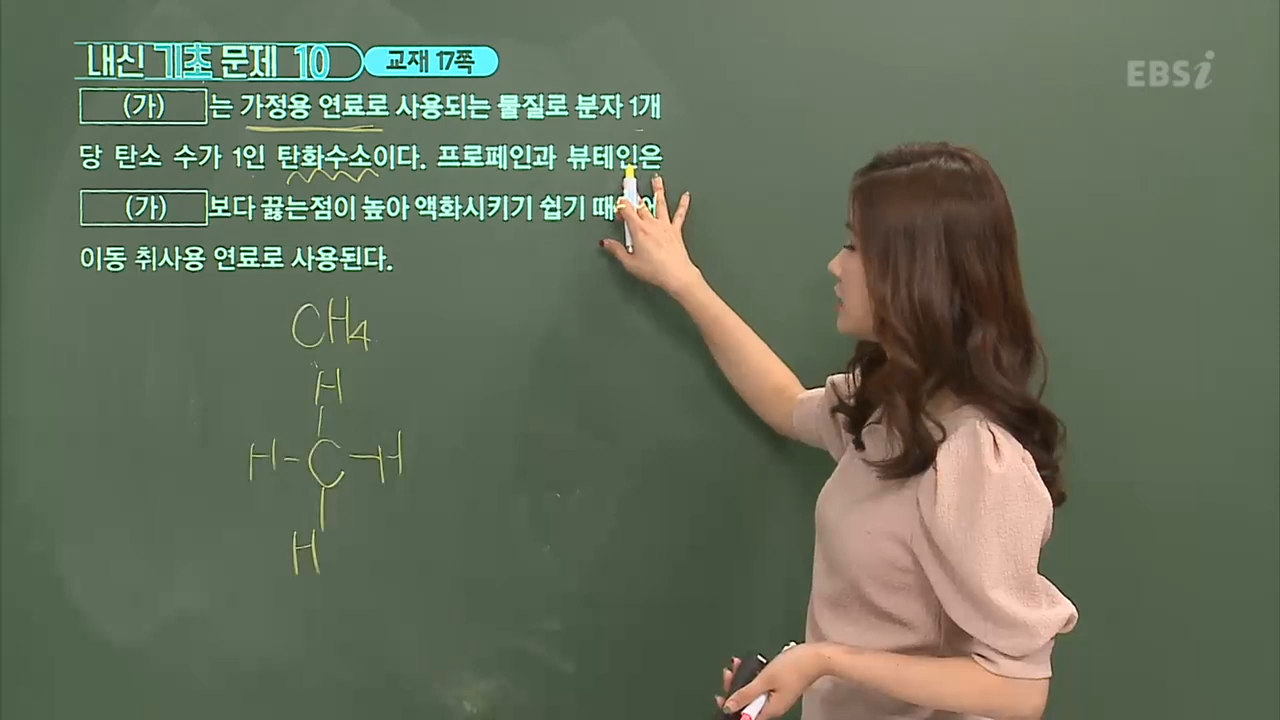 내신 기초 문제 10 교재 17쪽
EBSi
(가) 는 가정용 연료로 사용되는 물질로 분자 1개
당 탄소 수가 1인 탄화수소이다. 프로페인과 뷰테인은
(가) 보다 끓는점이 높아 액화시키기 쉽기
이동 취사용 연료로 사용된다.
CH4
H
H-C-H
H